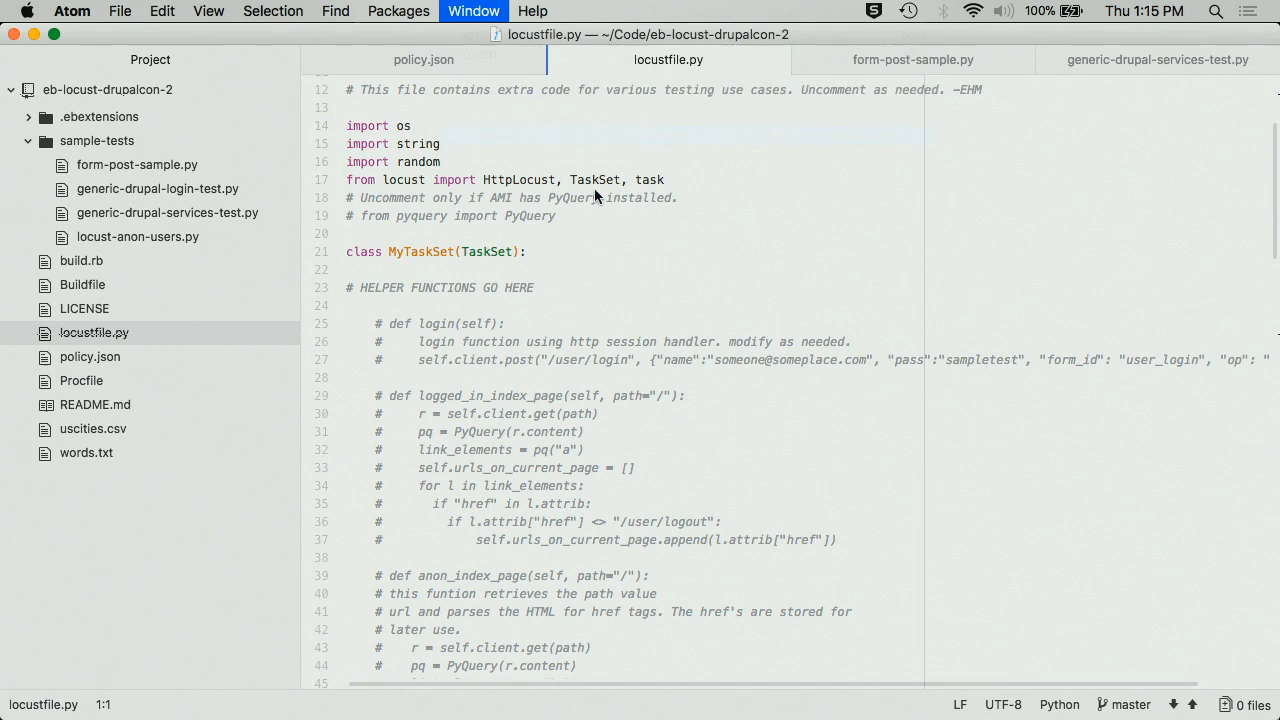 Atom File Edit View Selection Find Packages Window Help 100% Thu 1:15 PM
locustfile.py — ~/Code/eb-locust-drupalcon-2
Project
policy.json locustfile.py form-post-sample.py generic-drupal-services-test.py
eb-locust-drupalcon-2
.ebextensions
sample-tests
form-post-sample.py
generic-drupal-login-test.py
generic-drupal-services-test.py
locust-anon-users.py
build.rb
Buildfile
LICENSE
locustfile.py
policy.json
Procfile
README.md
uscities.csv
words.txt
12 # This file contains extra code for various testing use cases. Uncomment as needed. -EHM
13
14 import os
15 import string
16 import random
17 from locust import HttpLocust, TaskSet, task
18 # Uncomment only if AMI has PyQuery installed.
19 # from pyquery import PyQuery
20
21 class MyTaskSet(TaskSet):
22
23 # HELPER FUNCTIONS GO HERE
24
25 # def login(self):
26 # login function using http session handler. modify as needed.
27 # self.client.post("/user/login", {"name":"someone@someplace.com", "pass":"sampletest", "form_id": "user_login", "op": "
28
29 # def logged_in_index_page(self, path="/"):
30 # r = self.client.get(path)
31 # pq = PyQuery(r.content)
32 # link_elements = pq("a")
33 # self.urls_on_current_page = []
34 # for l in link_elements:
35 # if "href" in l.attrib:
36 # if l.attrib["href"] <> "/user/logout":
37 # self.urls_on_current_page.append(l.attrib["href"])
38
39 # def anon_index_page(self, path="/"):
40 # this funtion retrieves the path value
41 # url and parses the HTML for href tags. The href's are stored for
42 # later use.
43 # r = self.client.get(path)
44 # pq = PyQuery(r.content)
45
locustfile.py 1:1 LF UTF-8 Python master 0 files